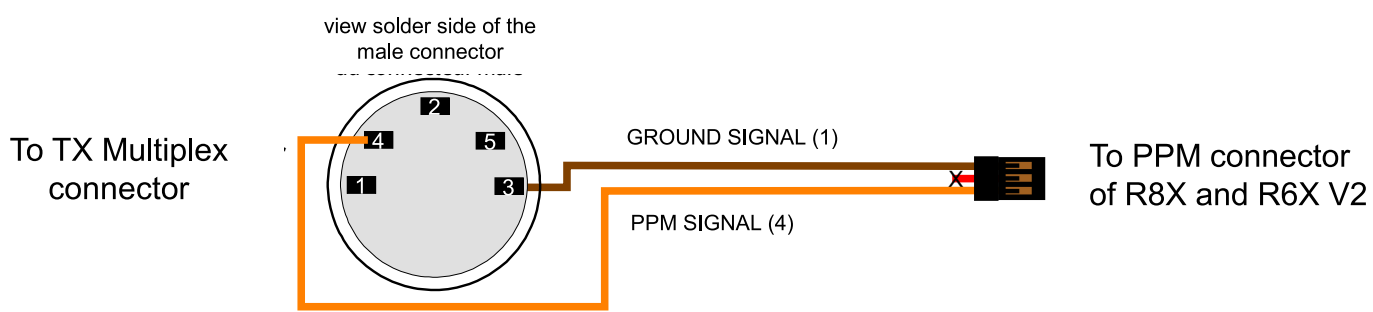 view solder side of the
male connector
2
4
5
1
3
To TX Multiplex
connector
GROUND SIGNAL (1)
X
PPM SIGNAL (4)
To PPM connector
of R8X and R6X V2